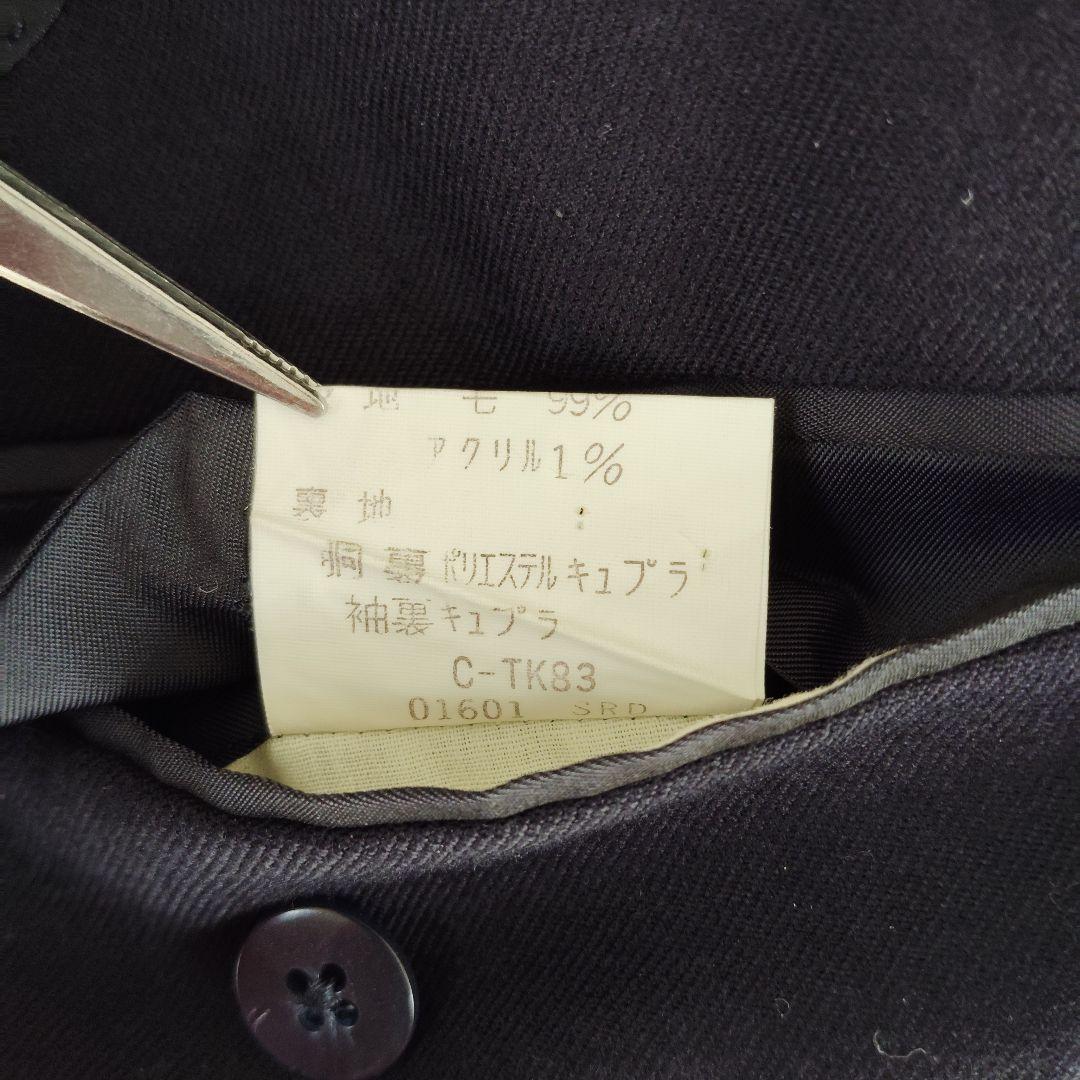 地 毛 99%
アクリル1%
裏地 :
胴裏ポリエステルキュプラ
袖裏キュプラ
C-TK83
01601 SRD